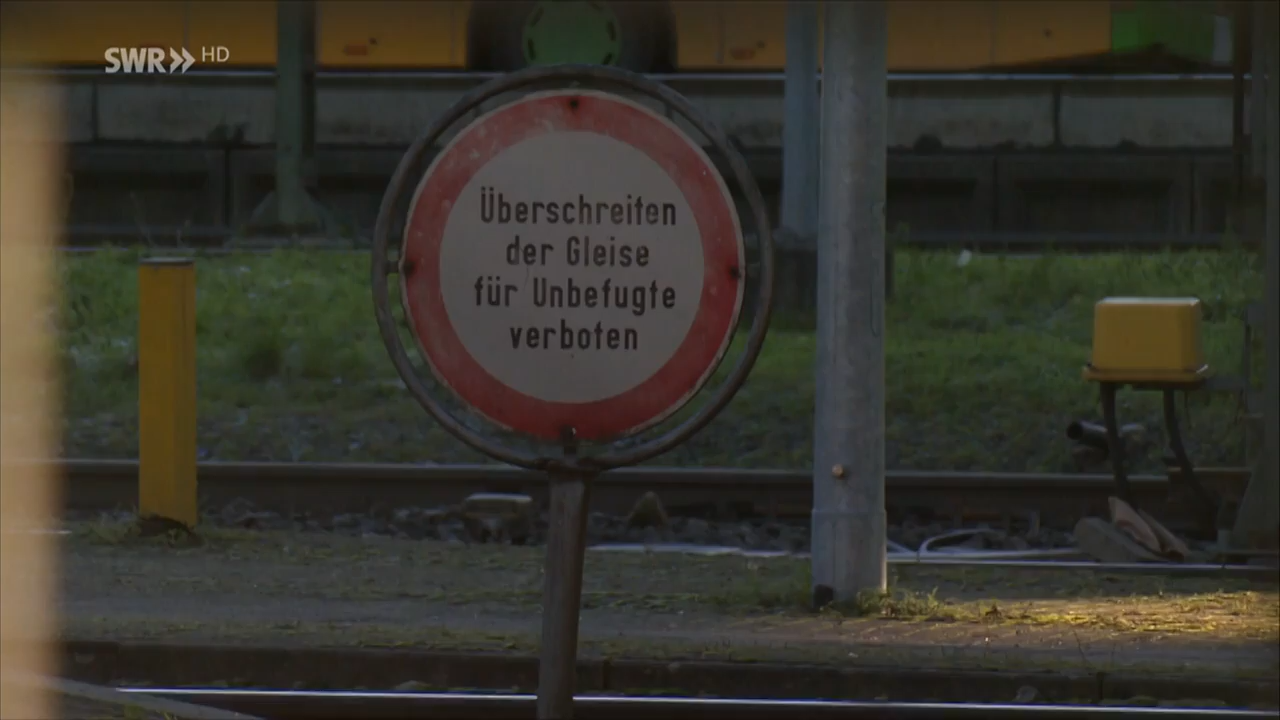 SWR» HD
Überschreiten
der Gleise
für Unbefugte
verboten